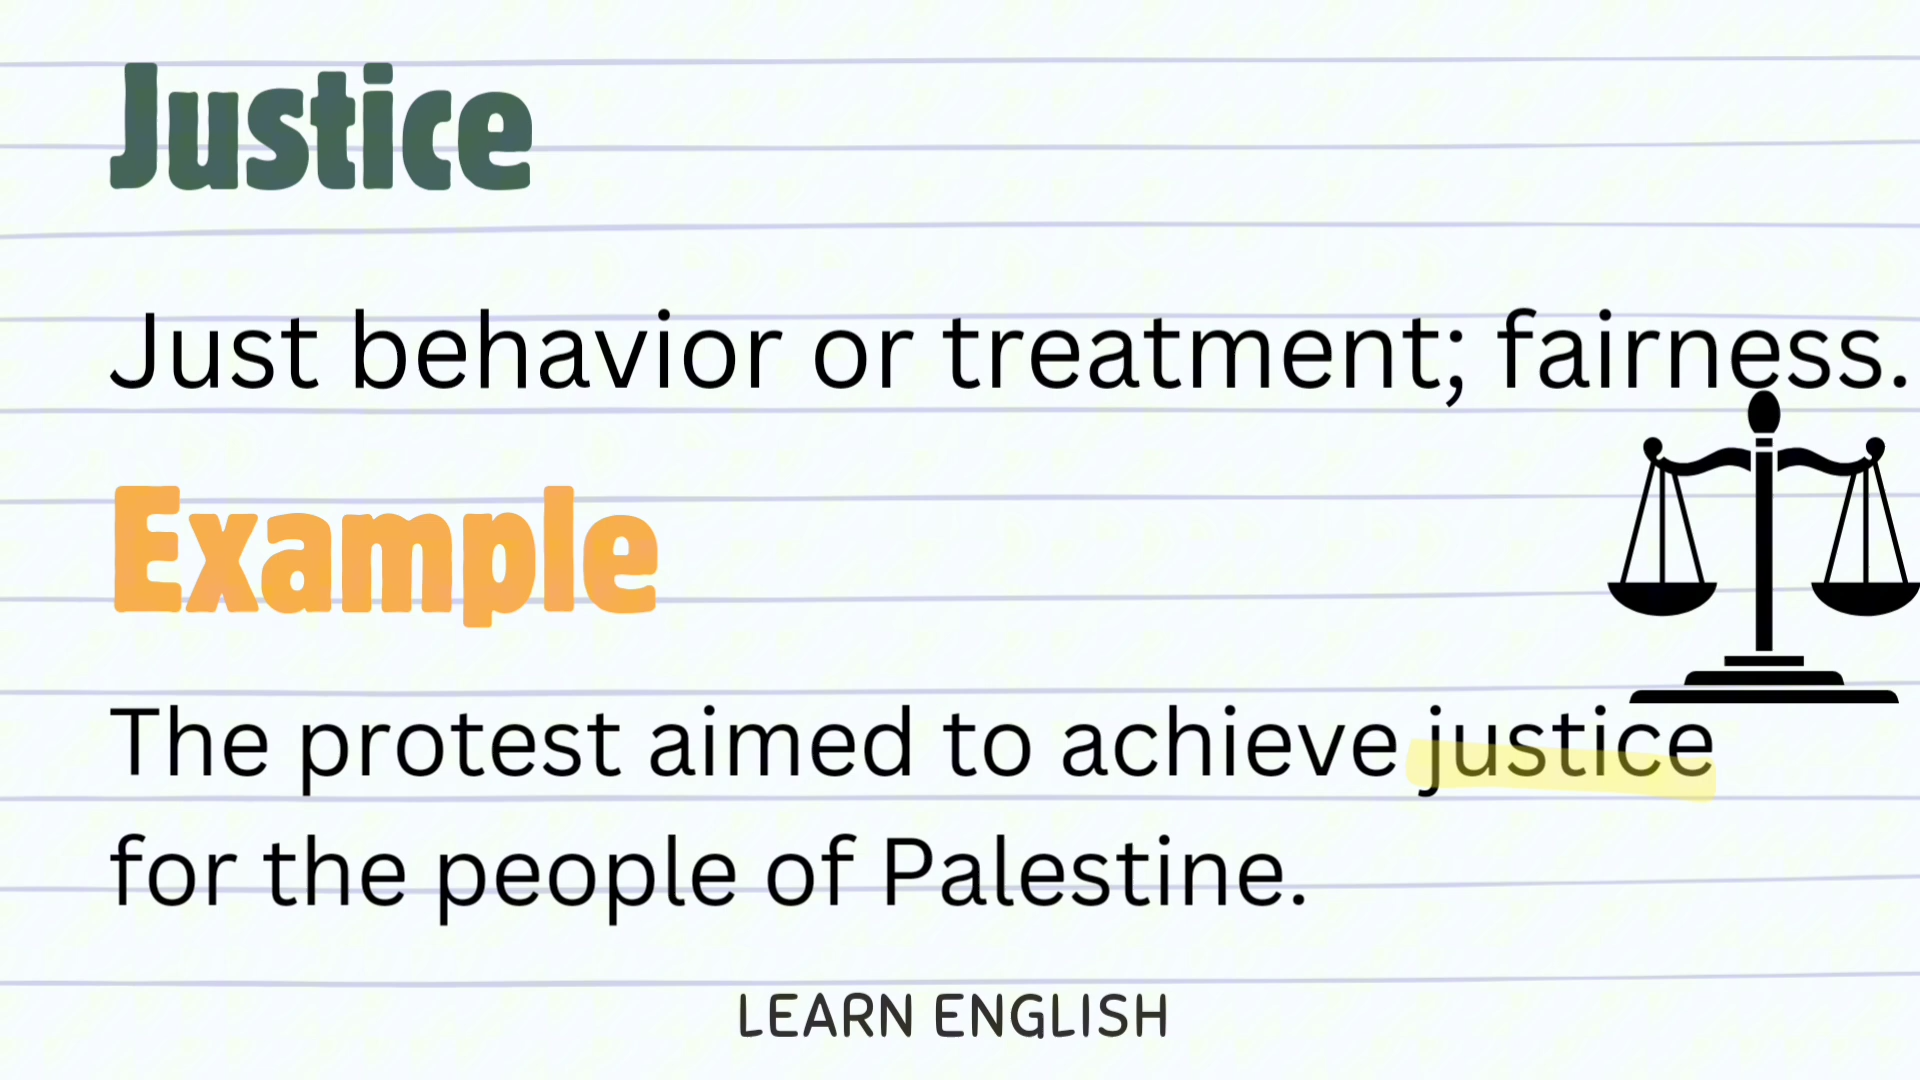 Justice
Just behavior or treatment; fairness.
Example
The protest aimed to achieve justice
for the people of Palestine.
LEARN ENGLISH